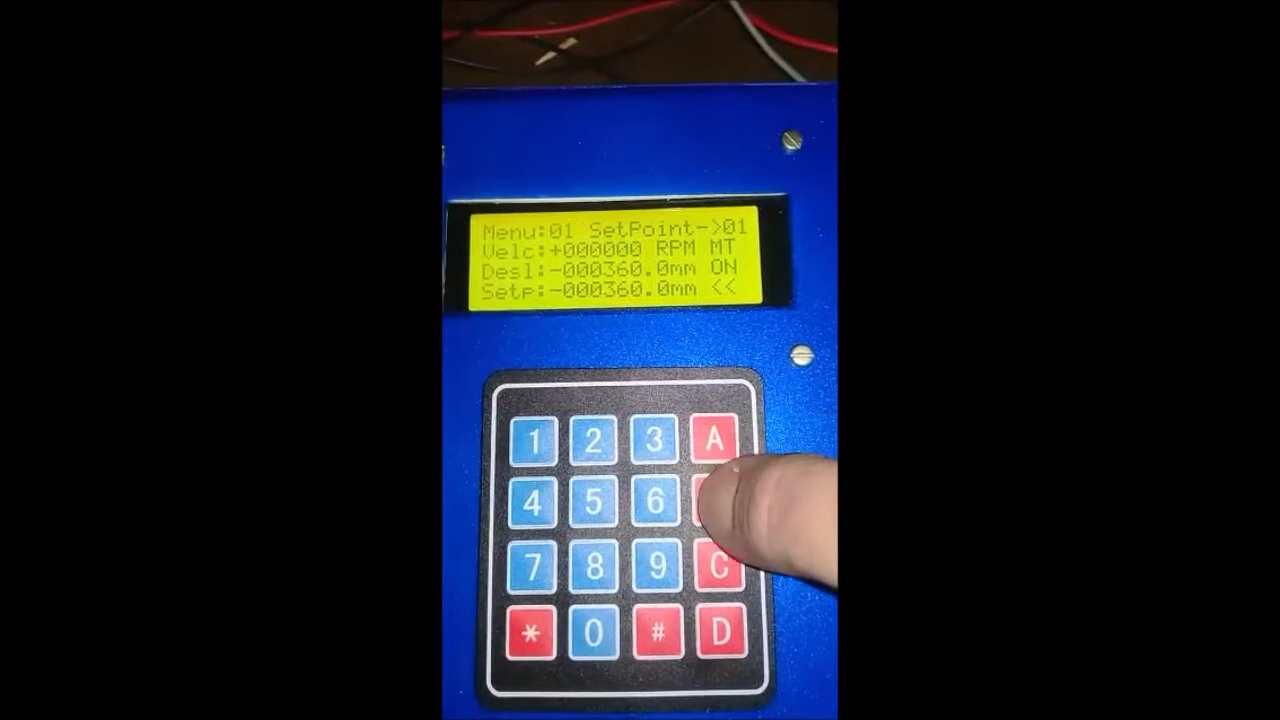 Menu:01 SetPoint->01
Velc:+000000 RPM MT
Desl:-000360.0mm ON
Setp:-000360.0mm <<
1 2 3 A
4 5 6
7 8 9 C
* 0 # D